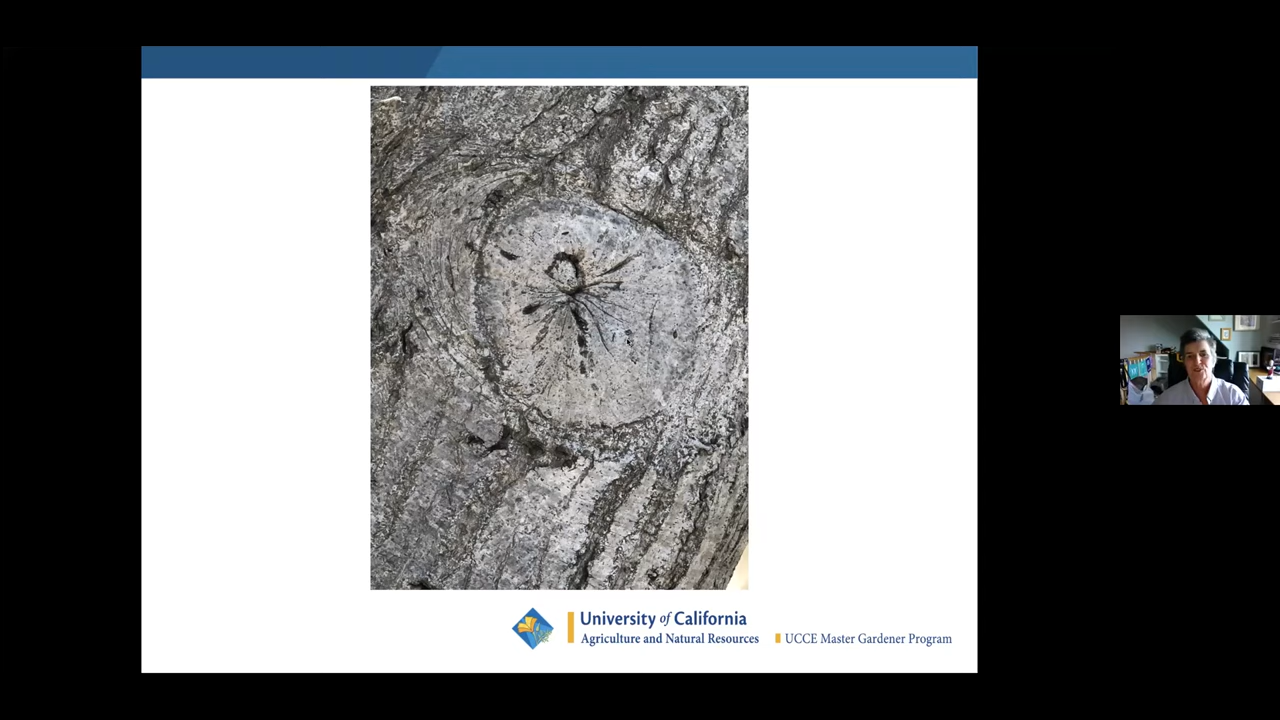 University of California
Agriculture and Natural Resources
UCCE Master Gardener Program